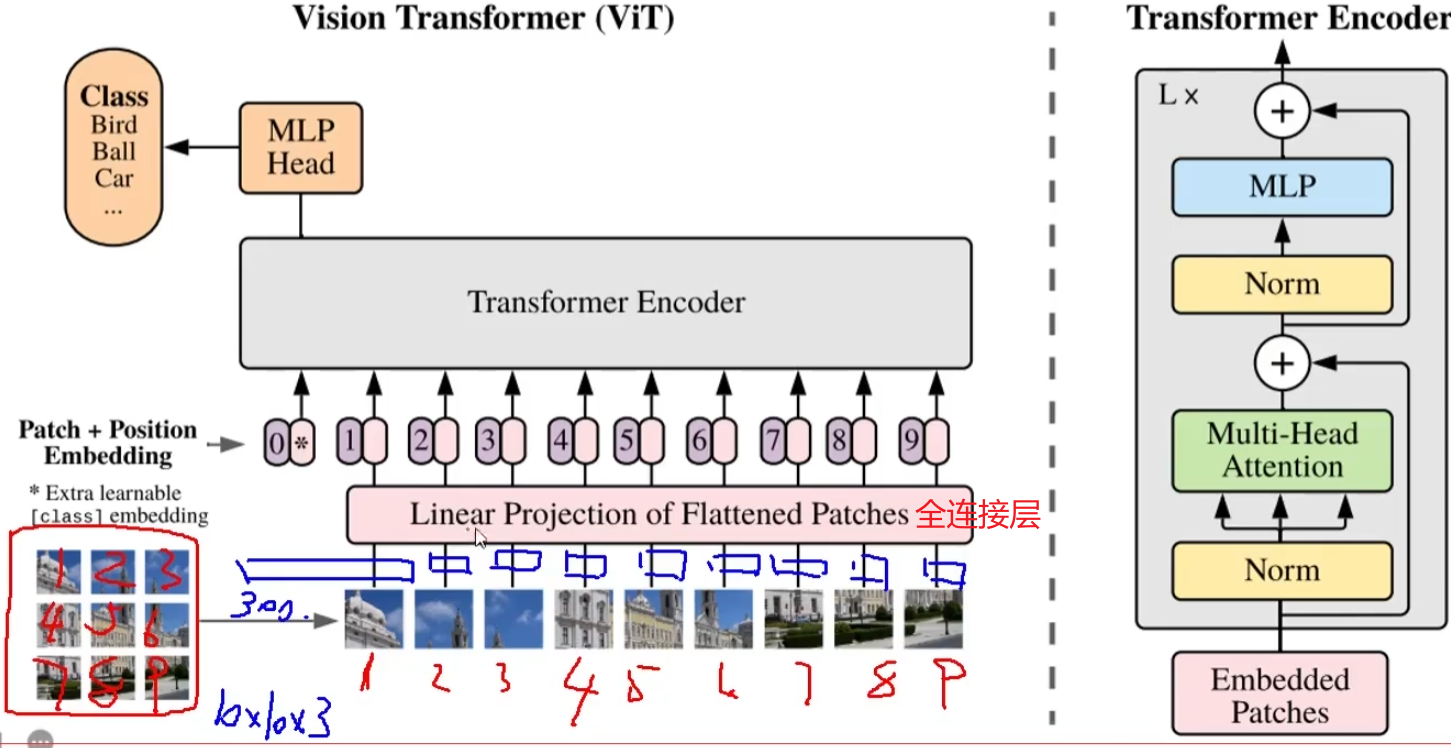 Vision Transformer (ViT)
Class
Bird
Ball
Car
...
MLP
Head
Transformer Encoder
Patch + Position
Embedding
0 * 1 2 3 4 5 6 7 8 9
* Extra learnable
[class] embedding
Linear Projection of Flattened Patches 全连接层
1 2 3
4 5 6
7 8 9
300.
1 2 3 4 5 6 7 8 9
10x10x3
Transformer Encoder
L ×
+
MLP
Norm
+
Multi-Head
Attention
Norm
Embedded
Patches